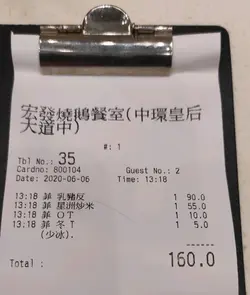 宏發燒鵝餐室(中環皇后
大道中)
#: 1
Tbl No.: 35
Cardno: 800104 Guest No.: 2
Date: 2020-06-06 Time: 13:18
13:18 菲 乳豬反 1 90.0
13:18 菲 星洲炒米 1 55.0
13:18 菲 OT 1 10.0
13:18 菲 冬T 1 5.0
(少冰).
Total : 160.0